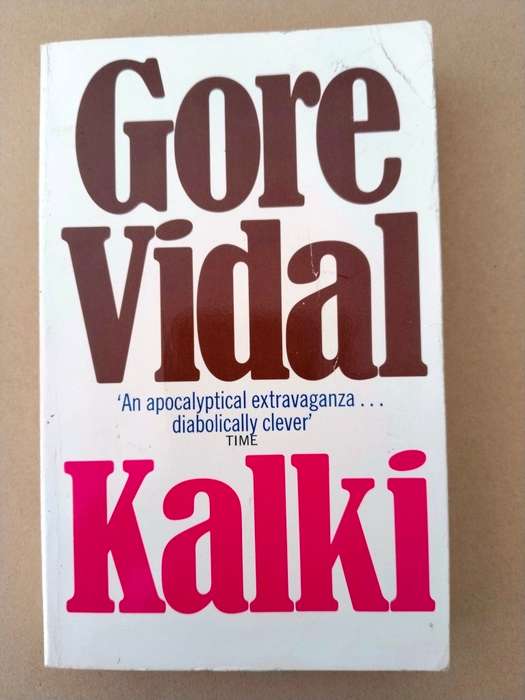 Gore
Vidal
‘An apocalyptical extravaganza ...
diabolically clever’
TIME
Kalki